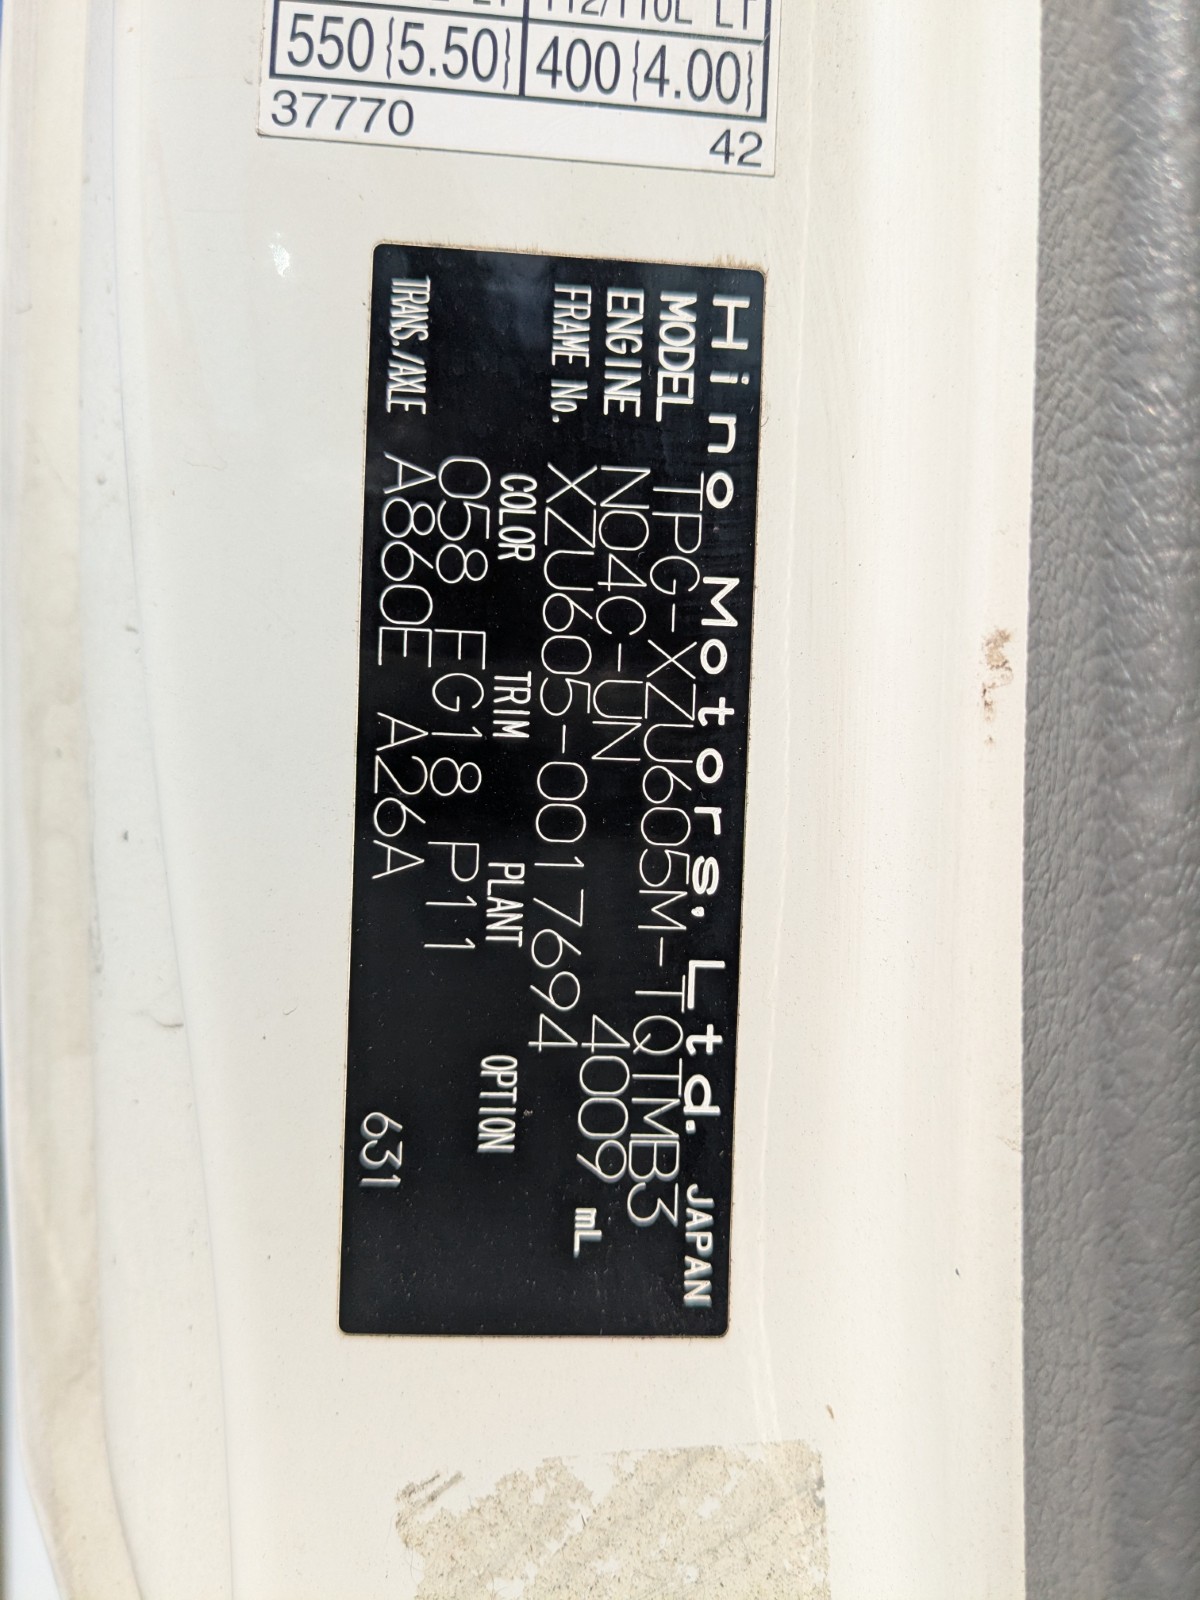 550{5.50} 400{4.00}
37770 42
Hino Motors, Ltd. JAPAN
MODEL TPG-XZU605M-TQTMB3
ENGINE N04C-UN 4009 mL
FRAME No. XZU605-0017694
COLOR TRIM PLANT OPTION
058 FG18 P11
TRANS./AXLE A860E A26A 631